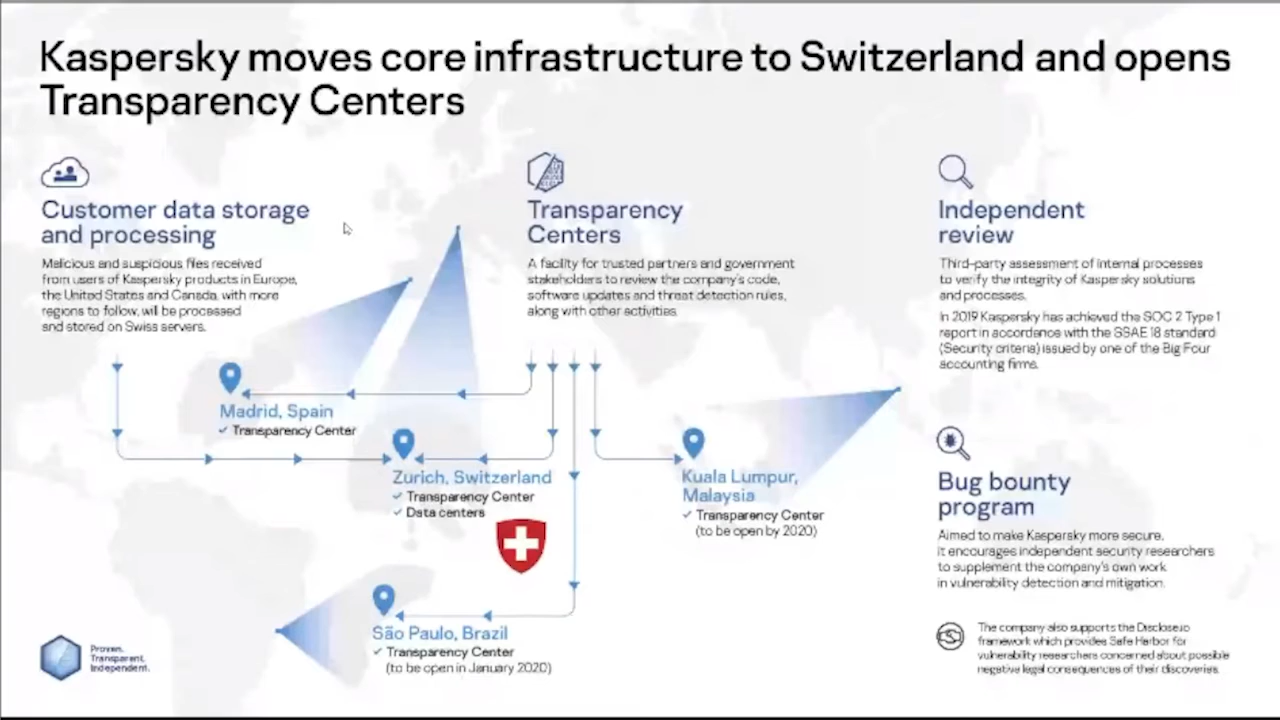 Kaspersky moves core infrastructure to Switzerland and opens
Transparency Centers
Customer data storage
and processing
Malicious and suspicious files received
from users of Kaspersky products in Europe,
the United States and Canada, with more
regions to follow, will be processed
and stored on Swiss servers.
Transparency
Centers
A facility for trusted partners and government
stakeholders to review the company's code,
software updates and threat detection rules,
along with other activities.
Independent
review
Third-party assessment of internal processes
to verify the integrity of Kaspersky solutions
and processes.
In 2019 Kaspersky has achieved the SOC 2 Type 1
report in accordance with the SSAE 18 standard
(Security criteria) issued by one of the Big Four
accounting firms.
Madrid, Spain
✓ Transparency Center
Zurich, Switzerland
✓ Transparency Center
✓ Data centers
Kuala Lumpur,
Malaysia
✓ Transparency Center
(to be open by 2020)
São Paulo, Brazil
✓ Transparency Center
(to be open in January 2020)
Bug bounty
program
Aimed to make Kaspersky more secure,
it encourages independent security researchers
to supplement the company's own work
in vulnerability detection and mitigation.
The company also supports the Disclose.io
framework which provides Safe Harbor for
vulnerability researchers concerned about possible
negative legal consequences of their discoveries.
Proven.
Transparent.
Independent.